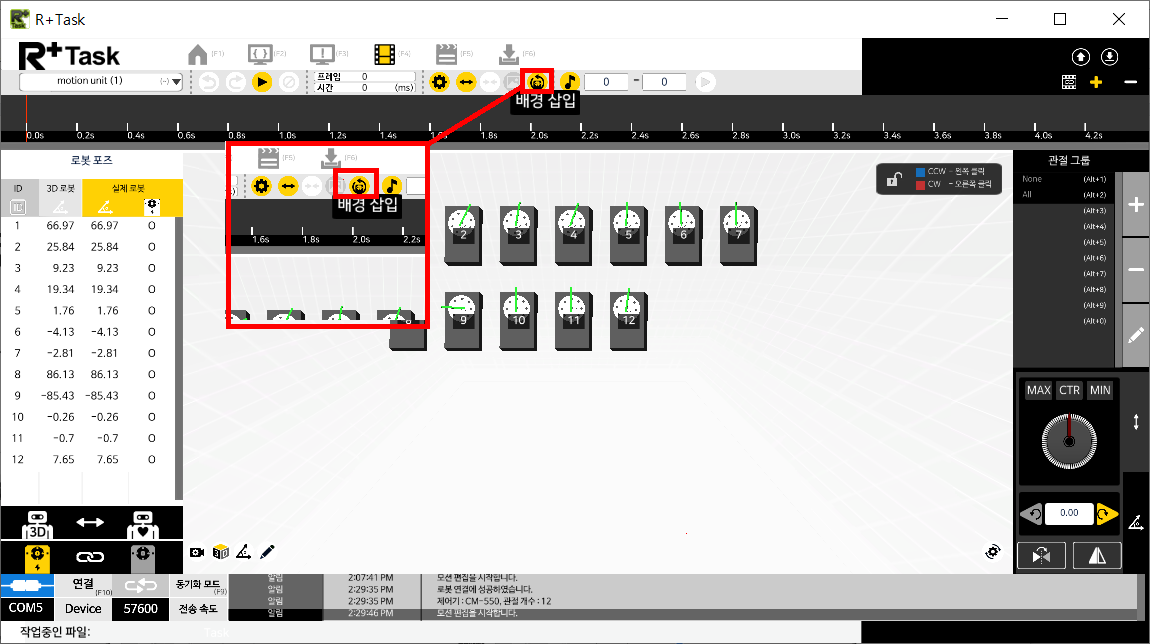 R+Task
R+ Task
[F1] [F2] [F3] [F4] [F5] [F6]
motion unit (1) (-)
프레임 0
시간 0 (ms)
0 - 0
배경 삽입
0.0s 0.2s 0.4s 0.6s 0.8s 1.0s 1.2s 1.4s 1.6s 1.8s 2.0s 2.2s 2.4s 2.6s 2.8s 3.0s 3.2s 3.4s 3.6s 3.8s 4.0s 4.2s
로봇 포즈
ID 3D 로봇 실제 로봇
1 66.97 66.97 O
2 25.84 25.84 O
3 9.23 9.23 O
4 19.34 19.34 O
5 1.76 1.76 O
6 -4.13 -4.13 O
7 -2.81 -2.81 O
8 86.13 86.13 O
9 -85.43 -85.43 O
10 -0.26 -0.26 O
11 -0.7 -0.7 O
12 7.65 7.65 O
3D
[F5] [F6]
배경 삽입
1.6s 1.8s 2.0s 2.2s
2 3 4 5 6 7
9 10 11 12
CCW - 왼쪽 클릭
CW - 오른쪽 클릭
관절 그룹
None (Alt+1)
All (Alt+2)
(Alt+3)
(Alt+4)
(Alt+5)
(Alt+6)
(Alt+7)
(Alt+8)
(Alt+9)
(Alt+0)
MAX CTR MIN
0.00
연결 (F10) 동기화 모드 (F9)
COM5 Device 57600 전송 속도
알림 2:07:41 PM 모션 편집을 시작합니다.
알림 2:29:35 PM 로봇 연결에 성공하였습니다.
알림 2:29:35 PM 제어기 : CM-550, 관절 개수 : 12
알림 2:29:46 PM 모션 편집을 시작합니다.
작업중인 파일:
Task